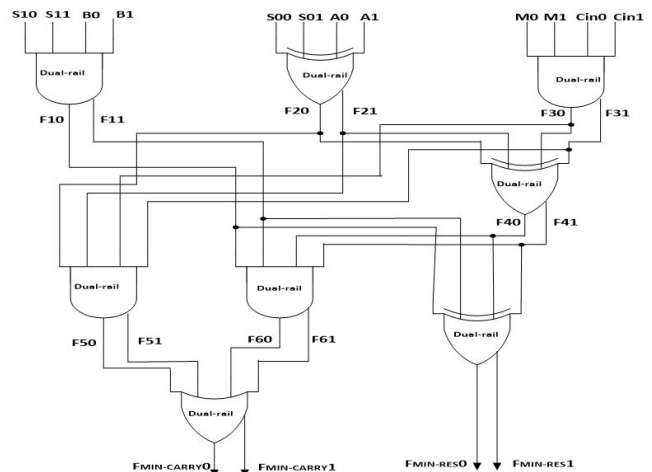 S10 S11 B0 B1
S00 S01 A0 A1
M0 M1 Cin0 Cin1
Dual-rail
Dual-rail
Dual-rail
F10 F11
F20 F21
F30 F31
Dual-rail
F40 F41
Dual-rail
Dual-rail
Dual-rail
F50 F51
F60 F61
Dual-rail
FMIN-CARRY0
FMIN-CARRY1
FMIN-RES0
FMIN-RES1